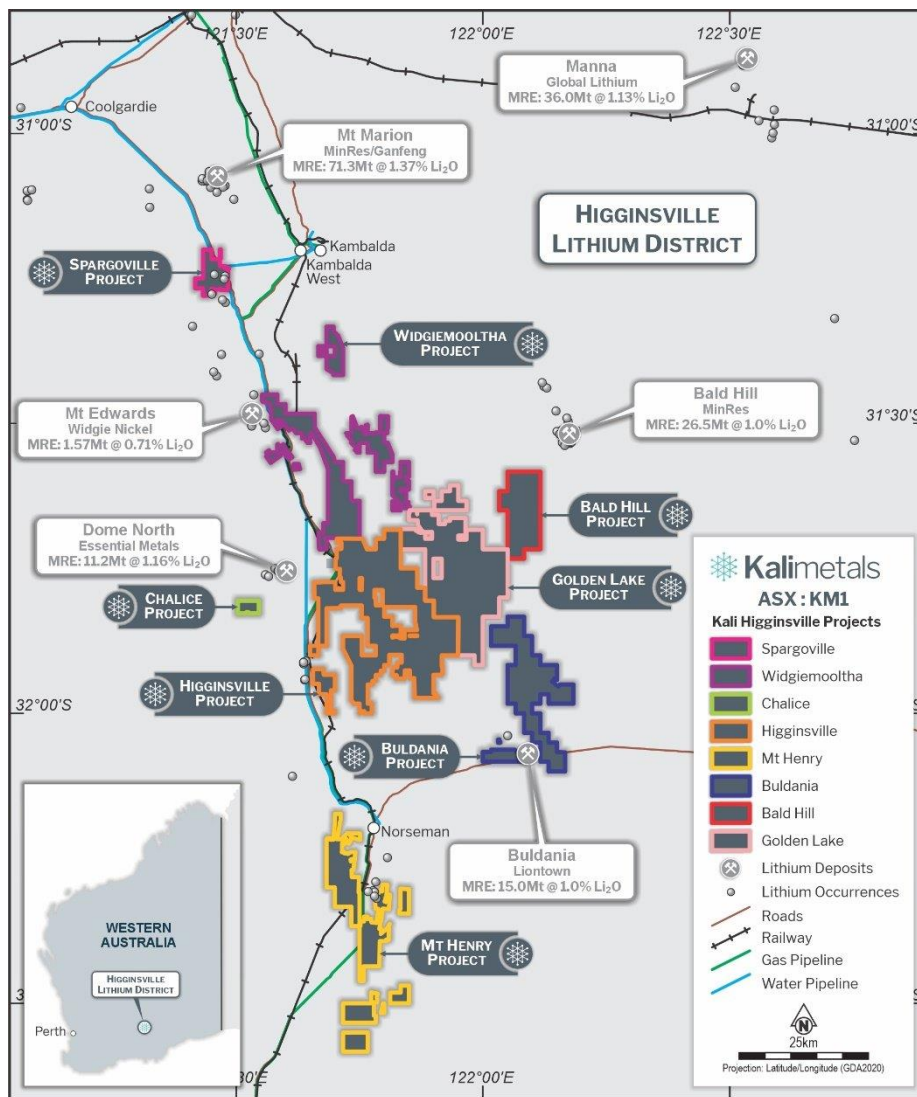 121°30'E
122°00'E
122°30'E
Manna
Global Lithium
MRE: 36.0Mt @ 1.13% Li₂O
Coolgardie
31°00'S
31°00'S
Mt Marion
MinRes/Ganfeng
MRE: 71.3Mt @ 1.37% Li₂O
HIGGINSVILLE
LITHIUM DISTRICT
Kambalda
Kambalda
West
SPARGOVILLE
PROJECT
WIDGIEMOOLTHA
PROJECT
Mt Edwards
Widgie Nickel
MRE: 1.57Mt @ 0.71% Li₂O
Bald Hill
MinRes
MRE: 26.5Mt @ 1.0% Li₂O
31°30'S
BALD HILL
PROJECT
Dome North
Essential Metals
MRE: 11.2Mt @ 1.16% Li₂O
GOLDEN LAKE
PROJECT
CHALICE
PROJECT
HIGGINSVILLE
PROJECT
32°00'S
BULDANIA
PROJECT
Norseman
Buldania
Liontown
MRE: 15.0Mt @ 1.0% Li₂O
MT HENRY
PROJECT
122°00'E
Kalimetals
ASX : KM1
Kali Higginsville Projects
Spargoville
Widgiemooltha
Chalice
Higginsville
Mt Henry
Buldania
Bald Hill
Golden Lake
Lithium Deposits
Lithium Occurrences
Roads
Railway
Gas Pipeline
Water Pipeline
N
25km
Projection: Latitude/Longitude (GDA2020)
WESTERN
AUSTRALIA
HIGGINSVILLE
LITHIUM DISTRICT
Perth